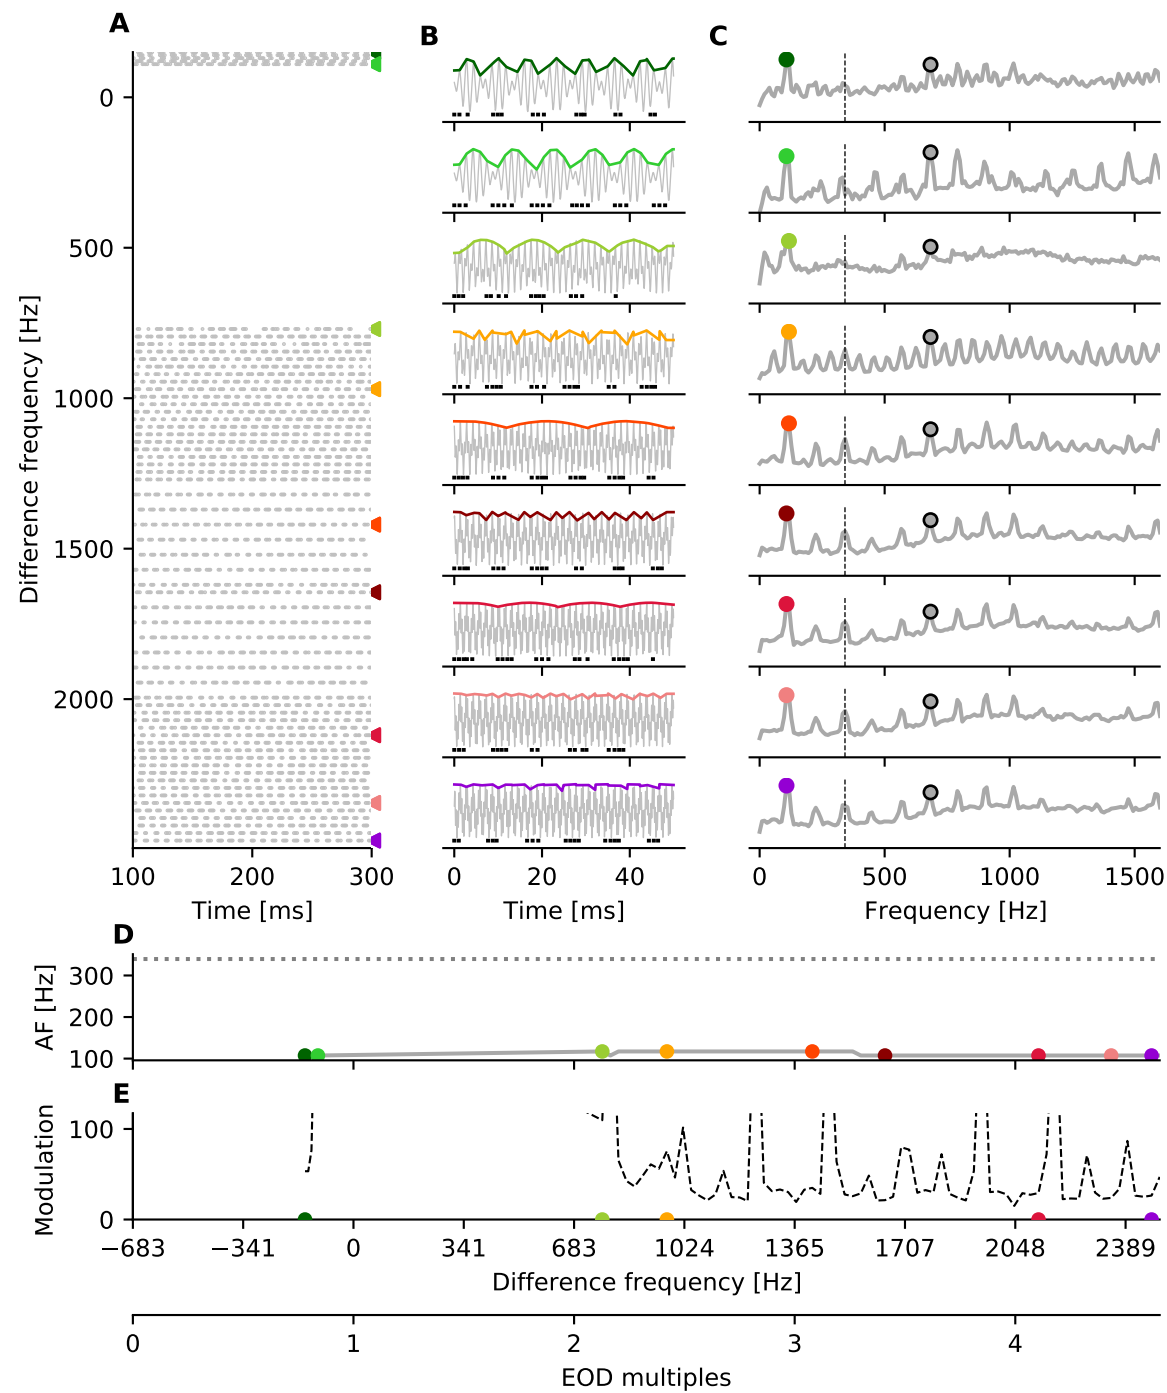 A
B
C
0
500
1000
1500
2000
Difference frequency [Hz]
100 200 300
Time [ms]
0 20 40
Time [ms]
0 500 1000 1500
Frequency [Hz]
D
300
200
100
AF [Hz]
E
100
0
Modulation
−683 −341 0 341 683 1024 1365 1707 2048 2389
Difference frequency [Hz]
0 1 2 3 4
EOD multiples